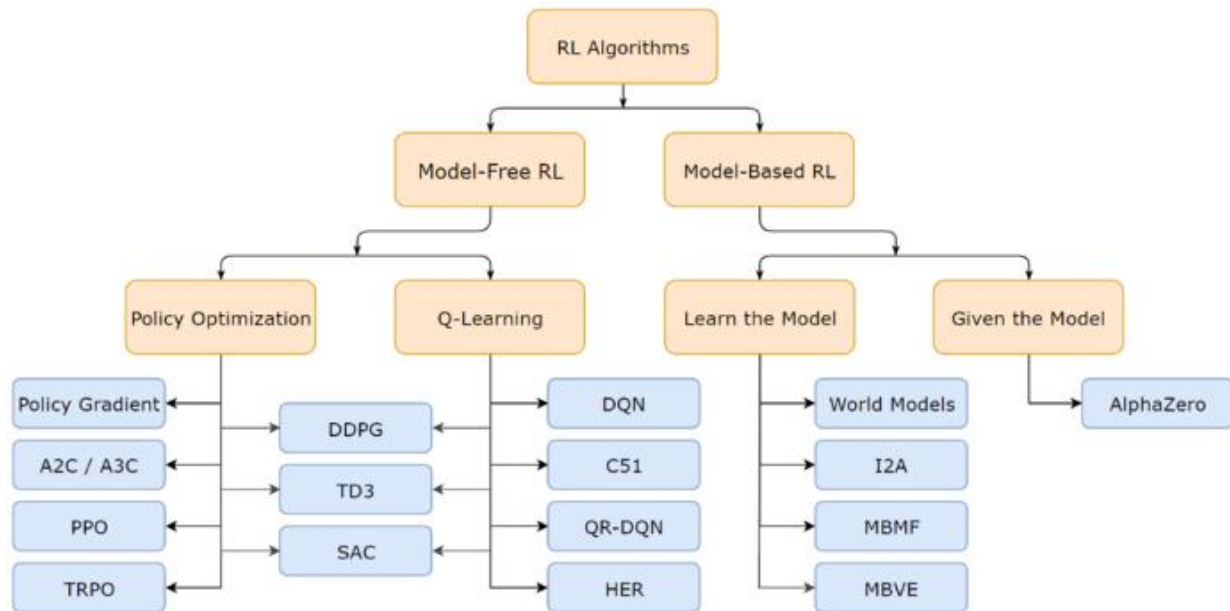 RL Algorithms
Model-Free RL
Model-Based RL
Policy Optimization
Q-Learning
Learn the Model
Given the Model
Policy Gradient
DQN
World Models
AlphaZero
DDPG
A2C / A3C
C51
I2A
TD3
PPO
QR-DQN
MBMF
SAC
TRPO
HER
MBVE